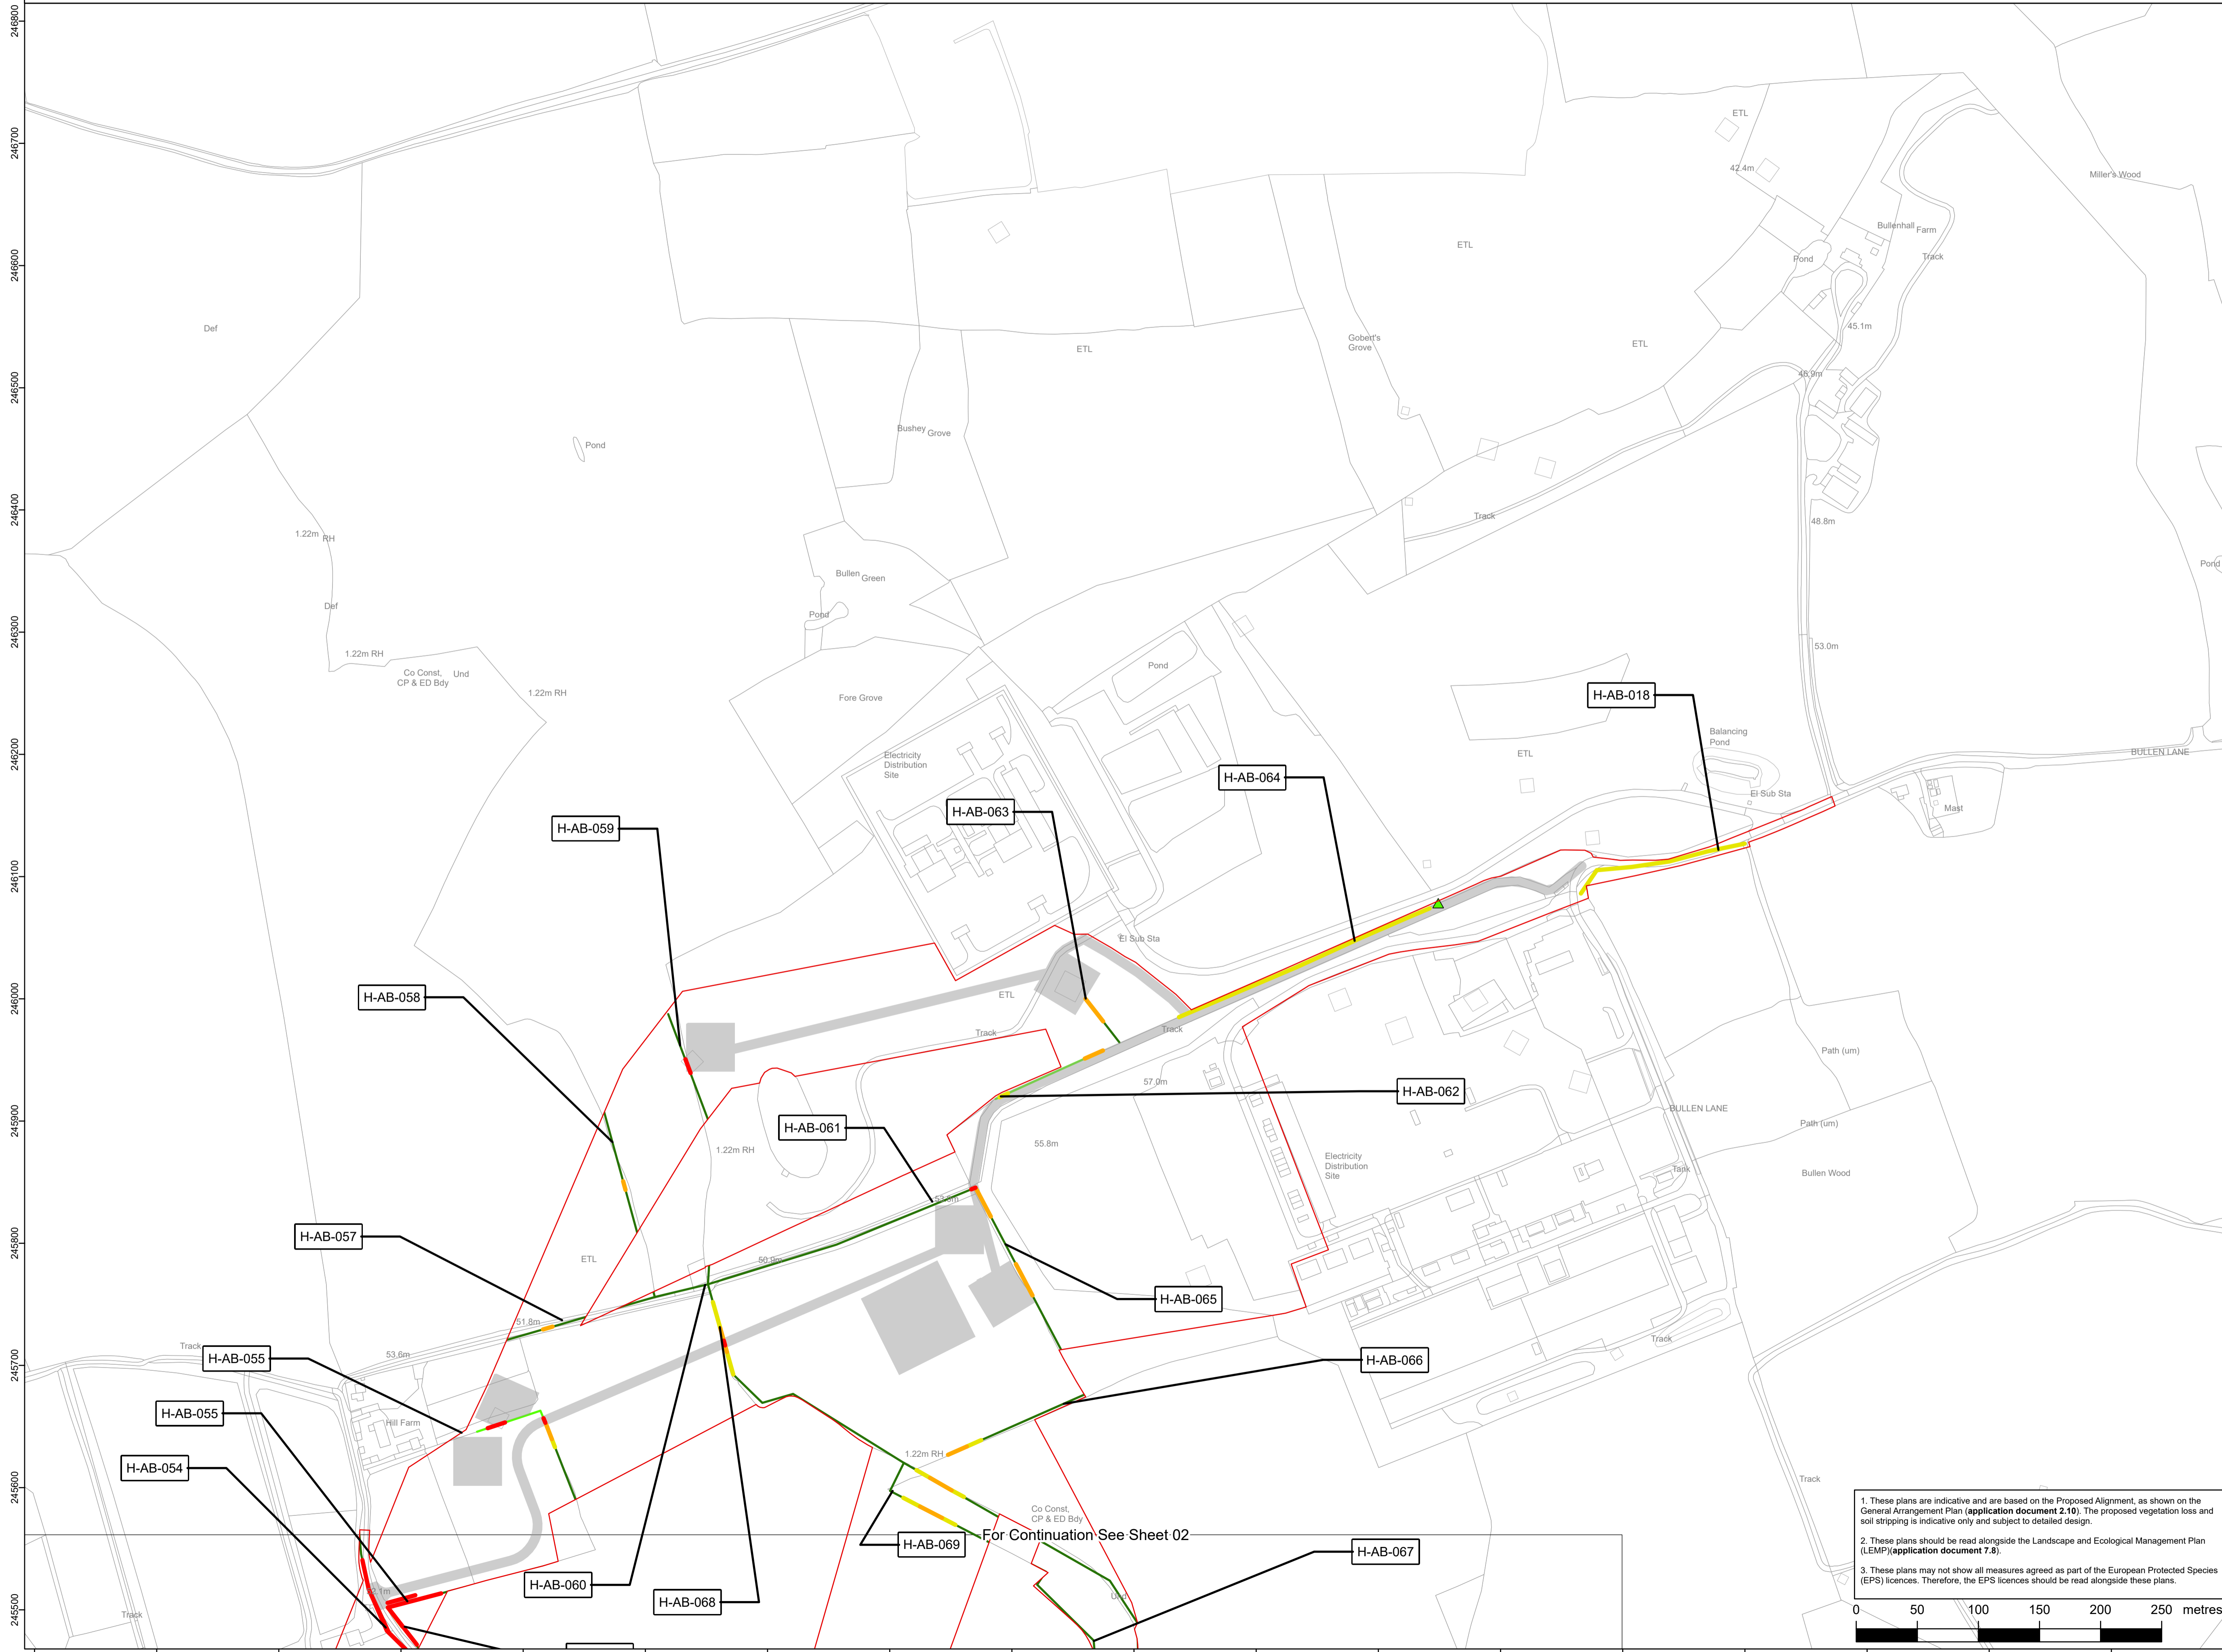 246800
246700
246600
246500
246400
246300
246200
246100
246000
245900
245800
245700
245600
245500
ETL
42.4m
Miller's Wood
Bullenhall Farm
ETL
Pond
Track
Def
45.1m
Gobert's
Grove
ETL
ETL
Bushey Grove
Pond
Track
48.8m
1.22m RH
Pond
Bullen Green
Def
Pond
53.0m
1.22m RH
Co Const,
CP & ED Bdy
Und
1.22m RH
Fore Grove
Pond
H-AB-018
Balancing
Pond
ETL
BULLEN LANE
Electricity
Distribution
Site
H-AB-064
El Sub Sta
Mast
H-AB-063
H-AB-059
El Sub Sta
H-AB-058
ETL
Track
Track
Path (um)
57.0m
H-AB-062
BULLEN LANE
H-AB-061
Path (um)
55.8m
1.22m RH
Electricity
Distribution
Site
Tank
Bullen Wood
H-AB-057
ETL
50.9m
H-AB-065
51.8m
Track
Track
53.6m
H-AB-055
H-AB-066
H-AB-055
Hill Farm
1.22m RH
H-AB-054
Track
Co Const,
CP & ED Bdy
For Continuation See Sheet 02
H-AB-069
H-AB-067
H-AB-060
H-AB-068
Und
Track
1. These plans are indicative and are based on the Proposed Alignment, as shown on the
General Arrangement Plan (application document 2.10). The proposed vegetation loss and
soil stripping is indicative only and subject to detailed design.
2. These plans should be read alongside the Landscape and Ecological Management Plan
(LEMP)(application document 7.8).
3. These plans may not show all measures agreed as part of the European Protected Species
(EPS) licences. Therefore, the EPS licences should be read alongside these plans.
0 50 100 150 200 250 metres